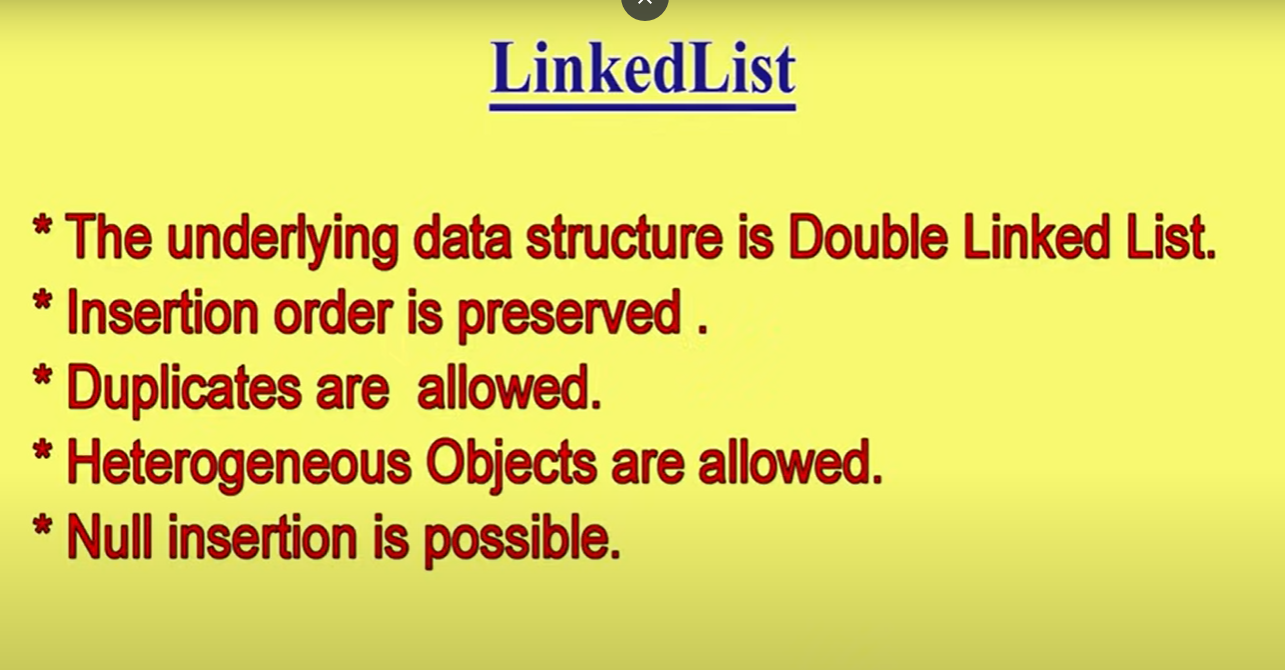 LinkedList
* The underlying data structure is Double Linked List.
* Insertion order is preserved .
* Duplicates are  allowed.
* Heterogeneous Objects are allowed.
* Null insertion is possible.